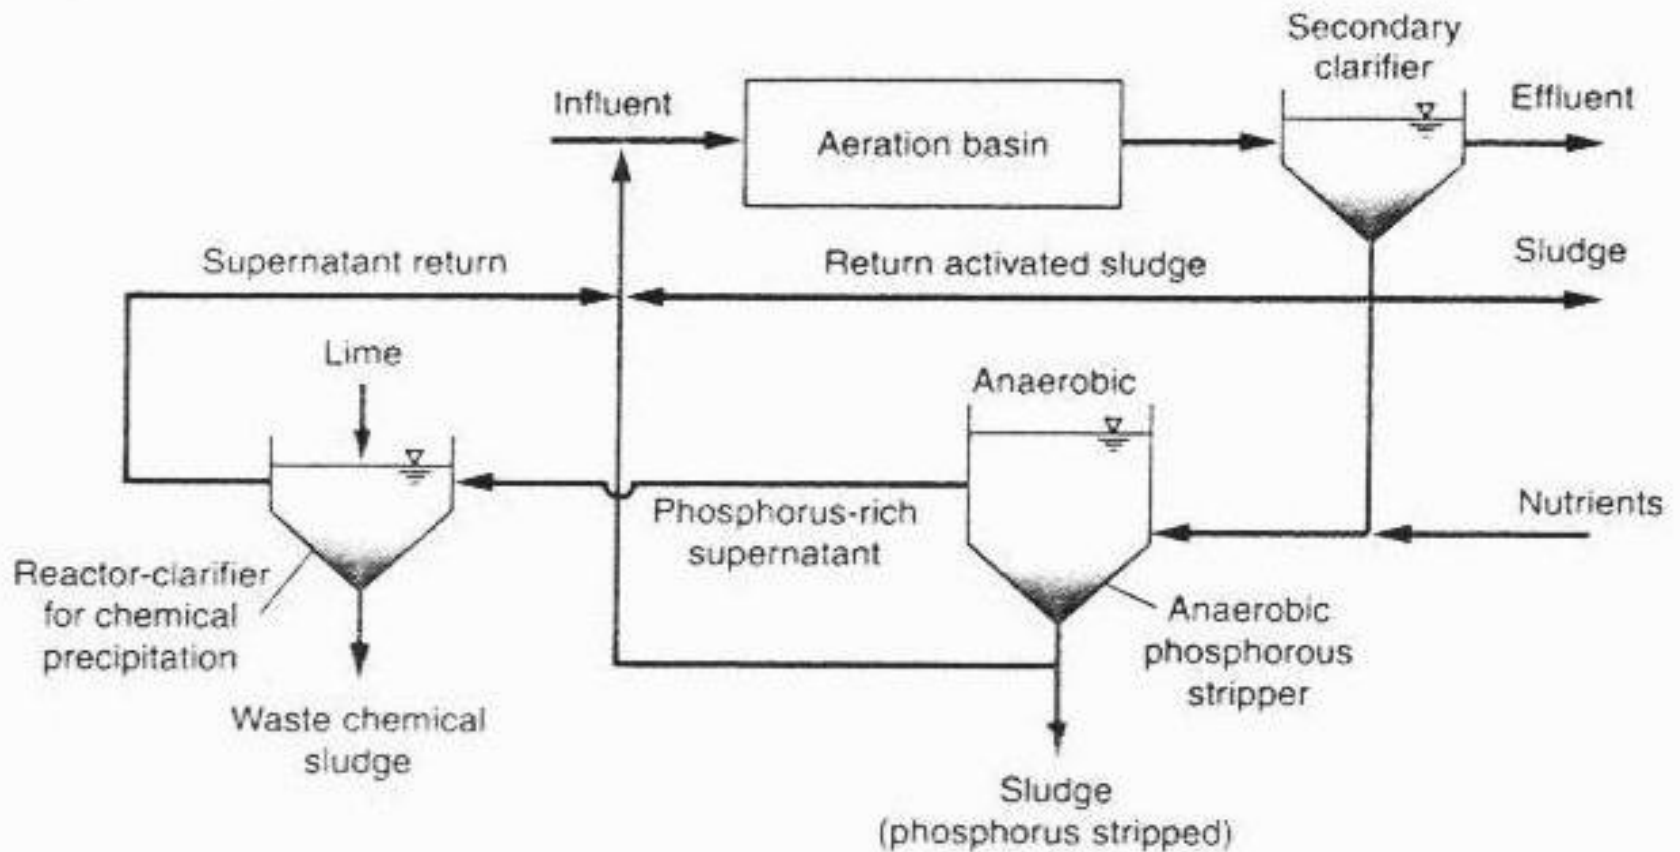 Secondary
clarifier
Influent
Effluent
Aeration basin
Supernatant return
Return activated sludge
Sludge
Lime
Anaerobic
Phosphorus-rich
supernatant
Nutrients
Reactor-clarifier
for chemical
precipitation
Anaerobic
phosphorous
stripper
Waste chemical
sludge
Sludge
(phosphorus stripped)